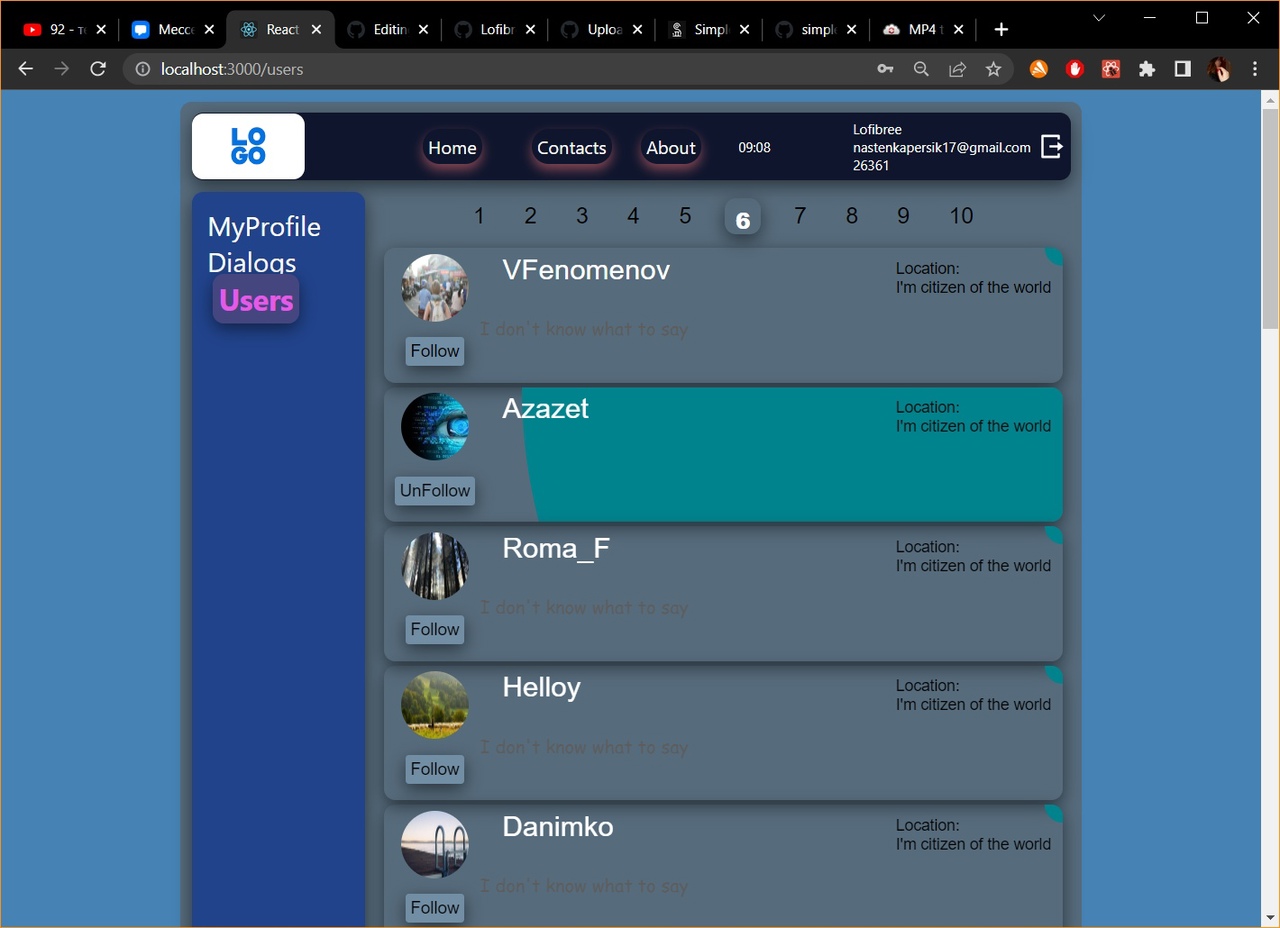 92 - те
Мессе
React
Editin
Lofibr
Uploa
Simpl
simple
MP4 t
localhost:3000/users
LO
GO
Home
Contacts
About
09:08
Lofibree
nastenkapersik17@gmail.com
26361
MyProfile
Dialogs
Users
1 2 3 4 5 6 7 8 9 10
VFenomenov
Location:
I'm citizen of the world
I don't know what to say
Follow
Azazet
Location:
I'm citizen of the world
UnFollow
Roma_F
Location:
I'm citizen of the world
I don't know what to say
Follow
Helloy
Location:
I'm citizen of the world
I don't know what to say
Follow
Danimko
Location:
I'm citizen of the world
I don't know what to say
Follow